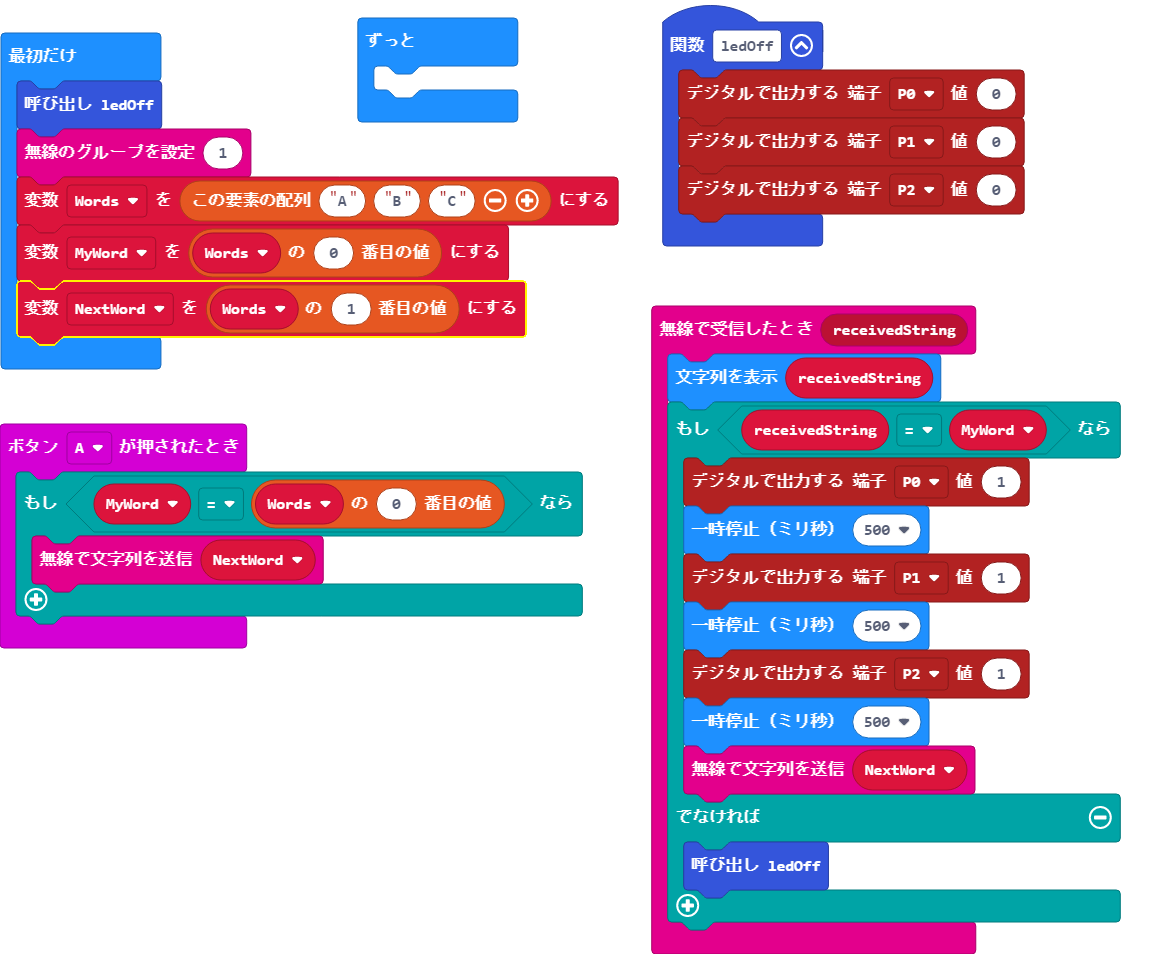 最初だけ
呼び出し ledOff
無線のグループを設定 1
変数 Words を この要素の配列 "A" "B" "C" にする
変数 MyWord を Words の 0 番目の値 にする
変数 NextWord を Words の 1 番目の値 にする
ずっと
関数 ledOff
デジタルで出力する 端子 P0 値 0
デジタルで出力する 端子 P1 値 0
デジタルで出力する 端子 P2 値 0
ボタン A が押されたとき
もし MyWord = Words の 0 番目の値 なら
無線で文字列を送信 NextWord
無線で受信したとき receivedString
文字列を表示 receivedString
もし receivedString = MyWord なら
デジタルで出力する 端子 P0 値 1
一時停止（ミリ秒） 500
デジタルで出力する 端子 P1 値 1
一時停止（ミリ秒） 500
デジタルで出力する 端子 P2 値 1
一時停止（ミリ秒） 500
無線で文字列を送信 NextWord
でなければ
呼び出し ledOff